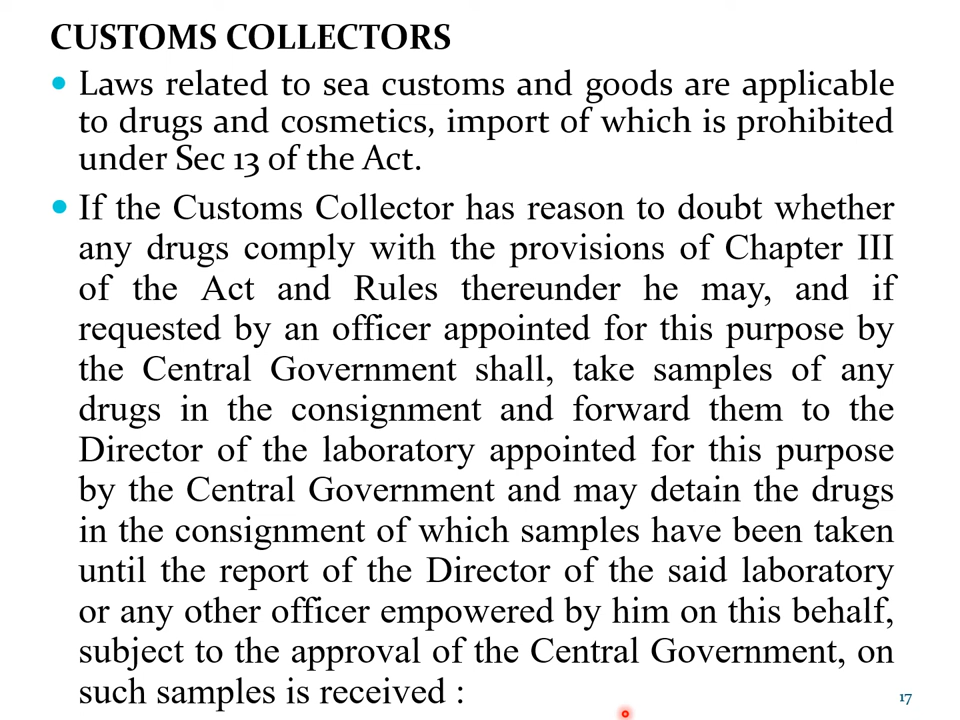 CUSTOMS COLLECTORS
• Laws related to sea customs and goods are applicable
to drugs and cosmetics, import of which is prohibited
under Sec 13 of the Act.
• If the Customs Collector has reason to doubt whether
any drugs comply with the provisions of Chapter III
of the Act and Rules thereunder he may, and if
requested by an officer appointed for this purpose by
the Central Government shall, take samples of any
drugs in the consignment and forward them to the
Director of the laboratory appointed for this purpose
by the Central Government and may detain the drugs
in the consignment of which samples have been taken
until the report of the Director of the said laboratory
or any other officer empowered by him on this behalf,
subject to the approval of the Central Government, on
such samples is received :
17